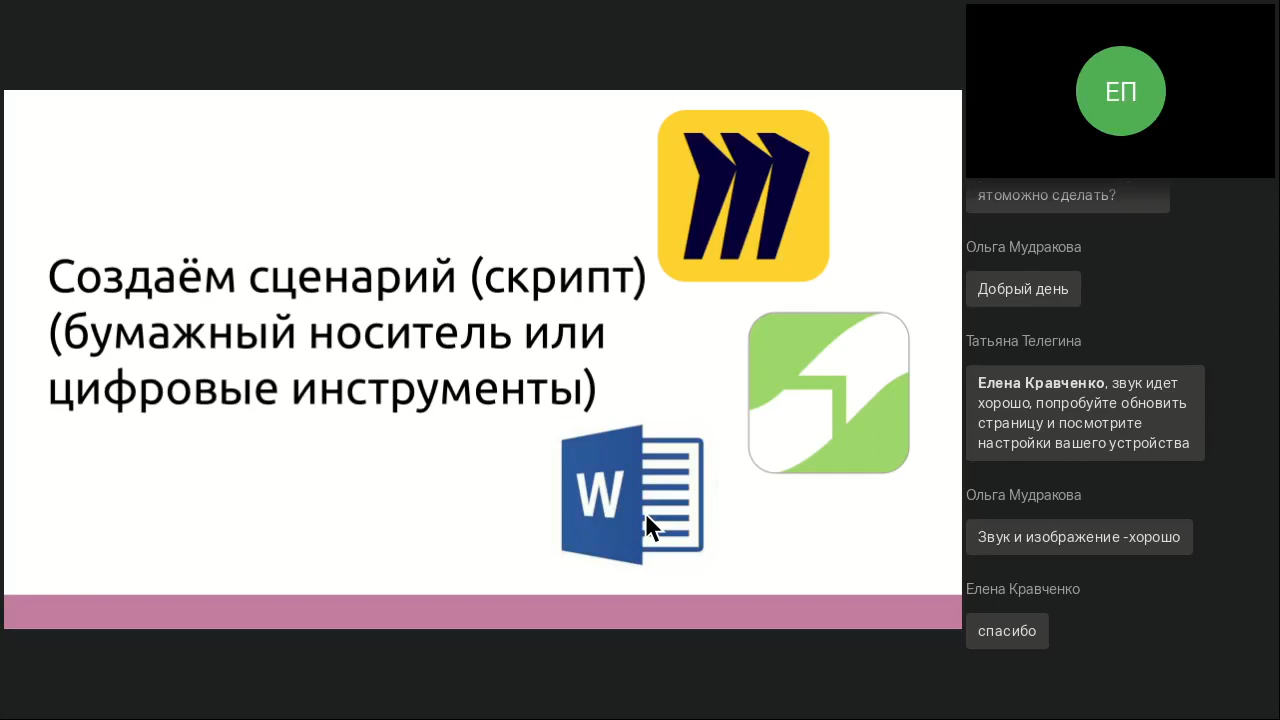 Создаём сценарий (скрипт)
(бумажный носитель или
цифровые инструменты)
W
ЕП
ятоможно сделать?
Ольга Мудракова
Добрый день
Татьяна Телегина
Елена Кравченко, звук идет
хорошо, попробуйте обновить
страницу и посмотрите
настройки вашего устройства
Ольга Мудракова
Звук и изображение -хорошо
Елена Кравченко
спасибо